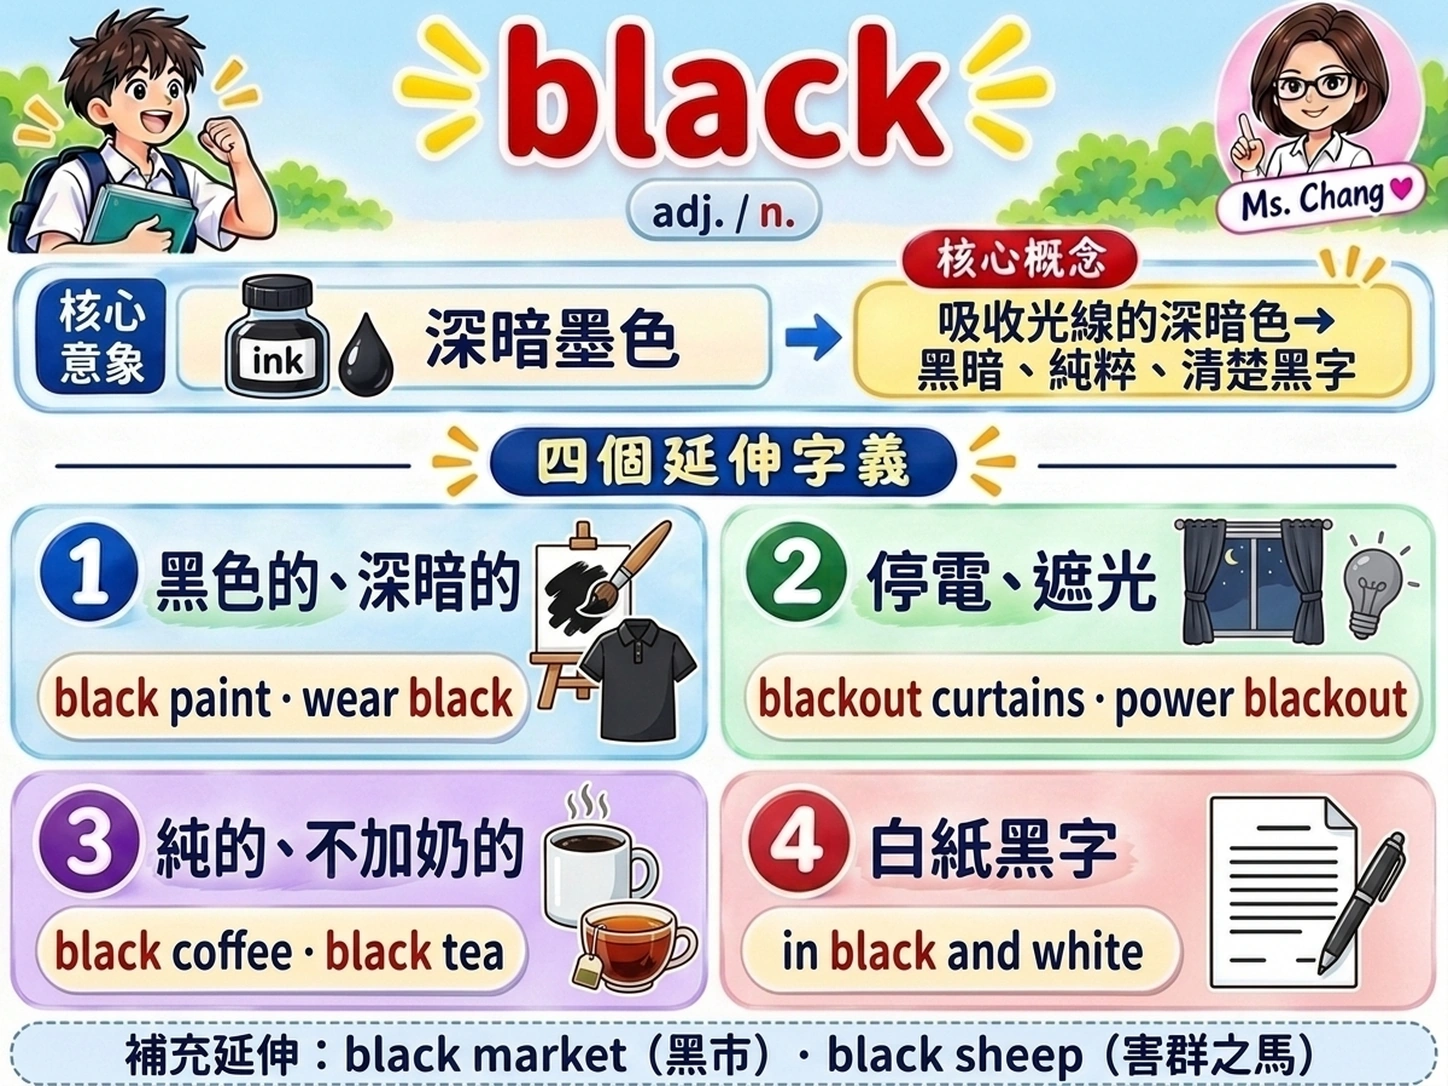 black
Ms. Chang
adj. / n.
核心概念
核心
意象
ink
深暗墨色
吸收光線的深暗色→
黑暗、純粹、清楚黑字
四個延伸字義
1 黑色的、深暗的
black paint · wear black
2 停電、遮光
blackout curtains · power blackout
3 純的、不加奶的
black coffee · black tea
4 白紙黑字
in black and white
補充延伸：black market（黑市）· black sheep（害群之馬）